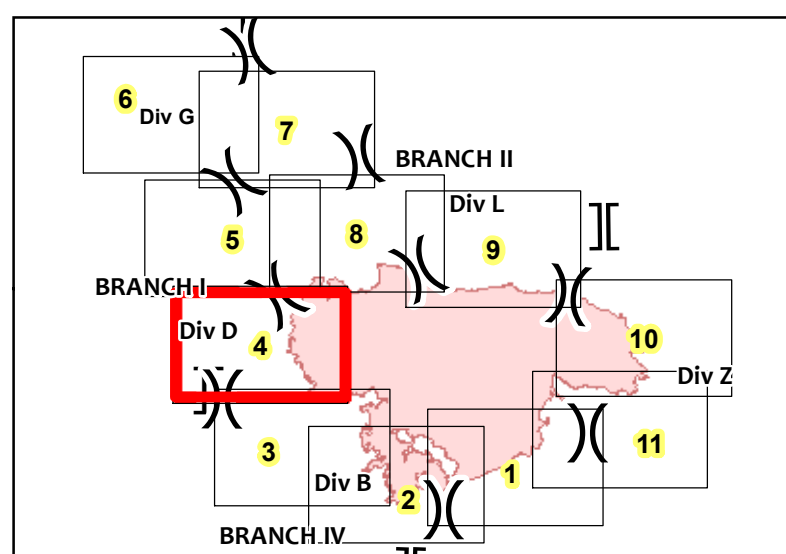 6
Div G
7
BRANCH II
Div L
5
8
9
BRANCH I
Div D
4
10
Div Z
3
11
Div B
2
1
BRANCH IV